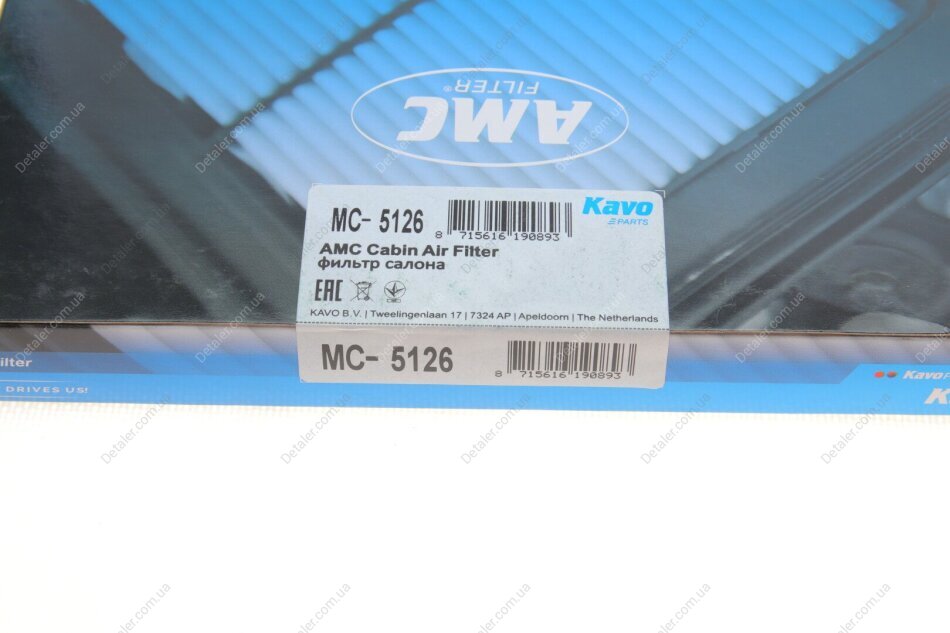 AMC
FILTER®
MC- 5126
8 715616 190893
Kavo
PARTS
AMC Cabin Air Filter
фильтр салона
EAC
KAVO B.V. | Tweelingenlaan 17 | 7324 AP | Apeldoorn | The Netherlands
MC- 5126
8 715616 190893
ilter
DRIVES US!
Kavo
K
Detaler.com.ua